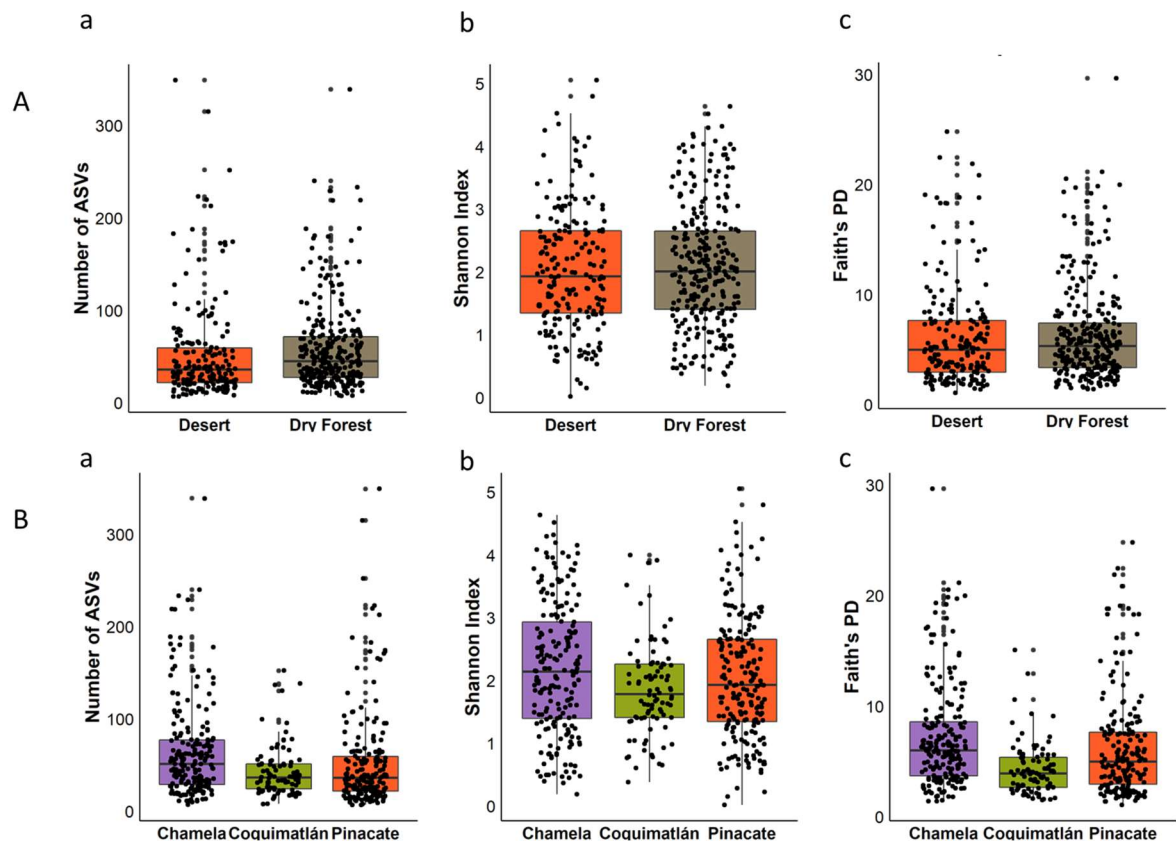 a
b
c
A
Number of ASVs
300
200
100
0
Desert Dry Forest
Shannon Index
5
4
3
2
1
0
Desert Dry Forest
Faith's PD
30
20
10
0
Desert Dry Forest
a
b
c
B
Number of ASVs
300
200
100
0
Chamela Coquimatlán Pinacate
Shannon Index
5
4
3
2
1
0
Chamela Coquimatlán Pinacate
Faith's PD
30
20
10
0
Chamela Coquimatlán Pinacate